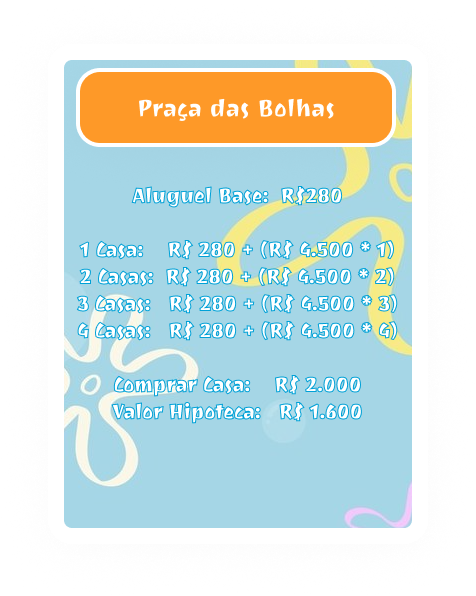 Praça das Bolhas
Aluguel Base: R$280
1 Casa: R$ 280 + (R$ 4.500 * 1)
2 Casas: R$ 280 + (R$ 4.500 * 2)
3 Casas: R$ 280 + (R$ 4.500 * 3)
4 Casas: R$ 280 + (R$ 4.500 * 4)
Comprar Casa: R$ 2.000
Valor Hipoteca: R$ 1.600